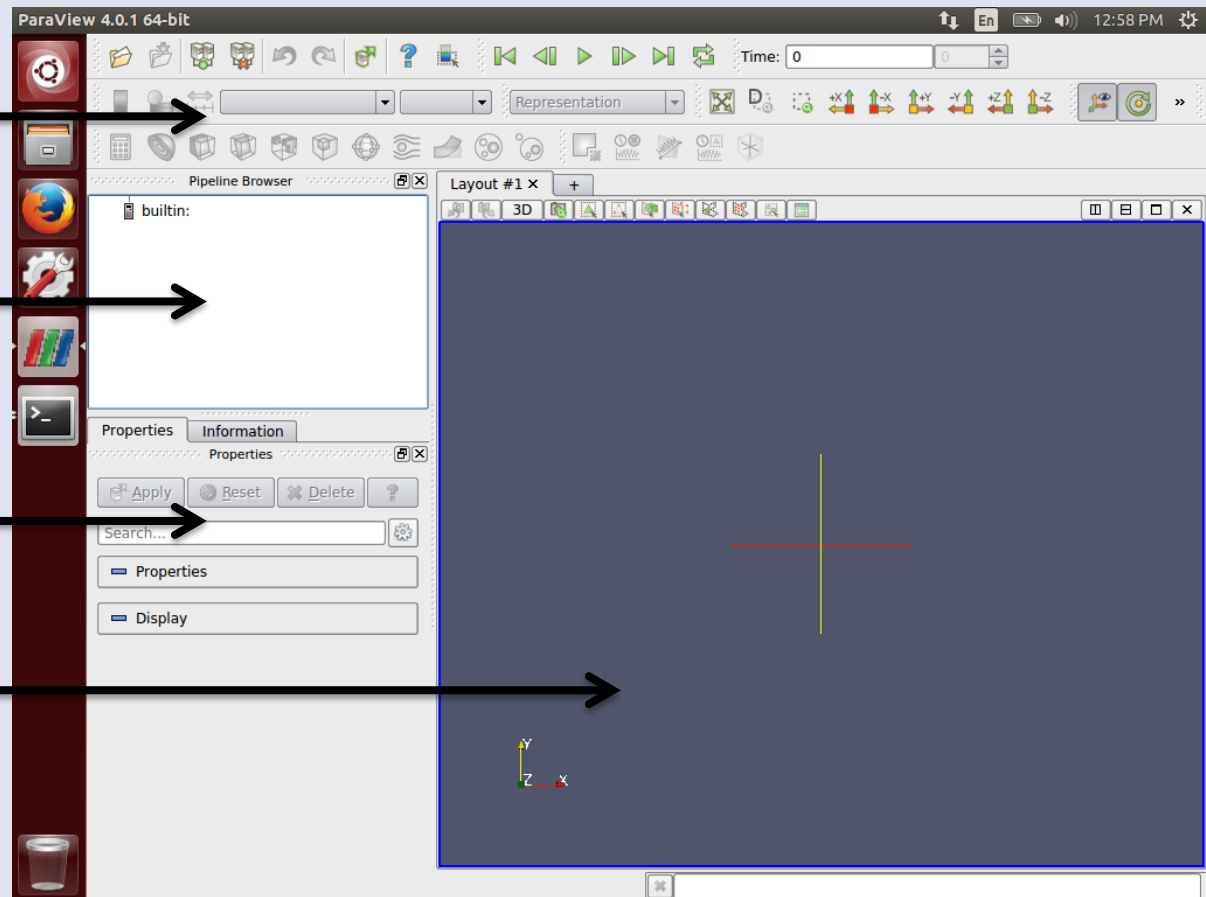 ParaView 4.0.1 64-bit
En
12:58 PM
Time: 0
0
Representation
+X
-X
+Y
-Y
+Z
-Z
»
Pipeline Browser
Layout #1
+
builtin:
3D
Properties
Information
Properties
Apply
Reset
Delete
?
Search...
Properties
Display
Y
Z
X